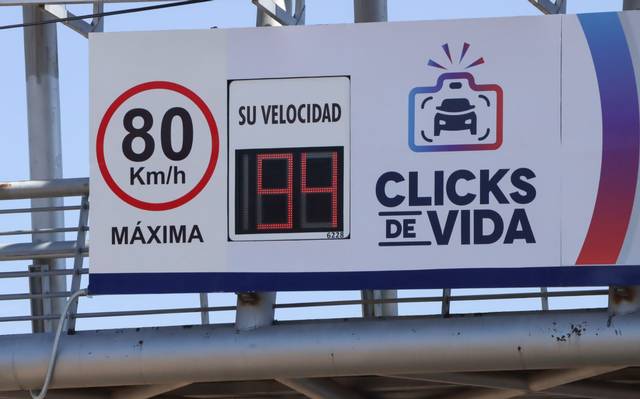 80
Km/h
MÁXIMA
SU VELOCIDAD
94
6228
CLICKS
DE VIDA